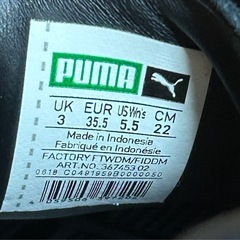 PUMA
UK EUR US Wn's CM
3 35.5 5.5 22
Made in Indonesia
Fabriqué en Indonésie
FACTORY FTWDM/FIDDM
ART.NO. 367453 02
0618